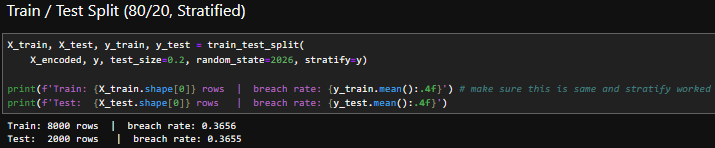 Train / Test Split (80/20, Stratified)
X_train, X_test, y_train, y_test = train_test_split(
    X_encoded, y, test_size=0.2, random_state=2026, stratify=y)
print(f'Train: {X_train.shape[0]} rows  |  breach rate: {y_train.mean():.4f}') # make sure this is same and stratify worked
print(f'Test:  {X_test.shape[0]} rows  |  breach rate: {y_test.mean():.4f}')
Train: 8000 rows  |  breach rate: 0.3656
Test:  2000 rows  |  breach rate: 0.3655